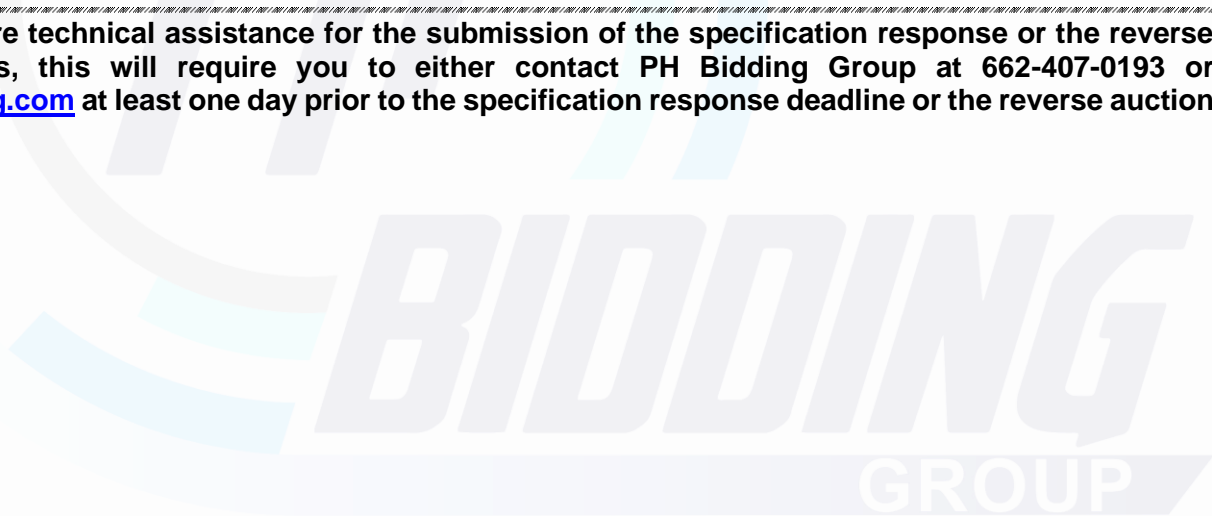 re technical assistance for the submission of the specification response or the reverse
s, this will require you to either contact PH Bidding Group at 662-407-0193 or
g.com at least one day prior to the specification response deadline or the reverse auction
BIDDING
GROUP